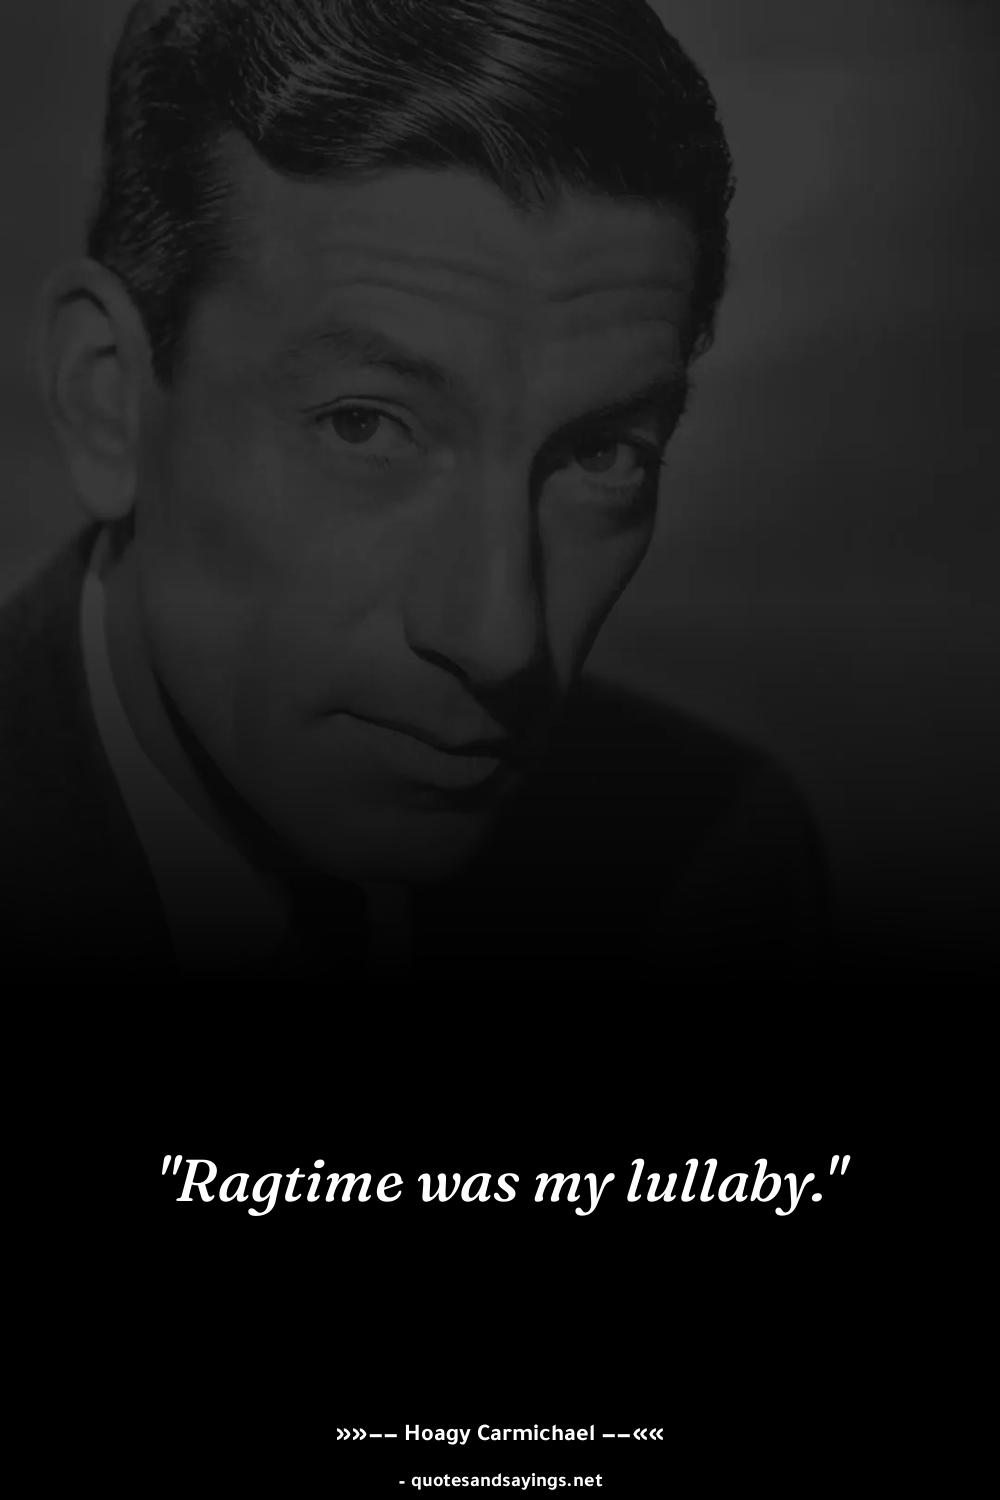 "Ragtime was my lullaby."
»»–– Hoagy Carmichael ––««
- quotesandsayings.net